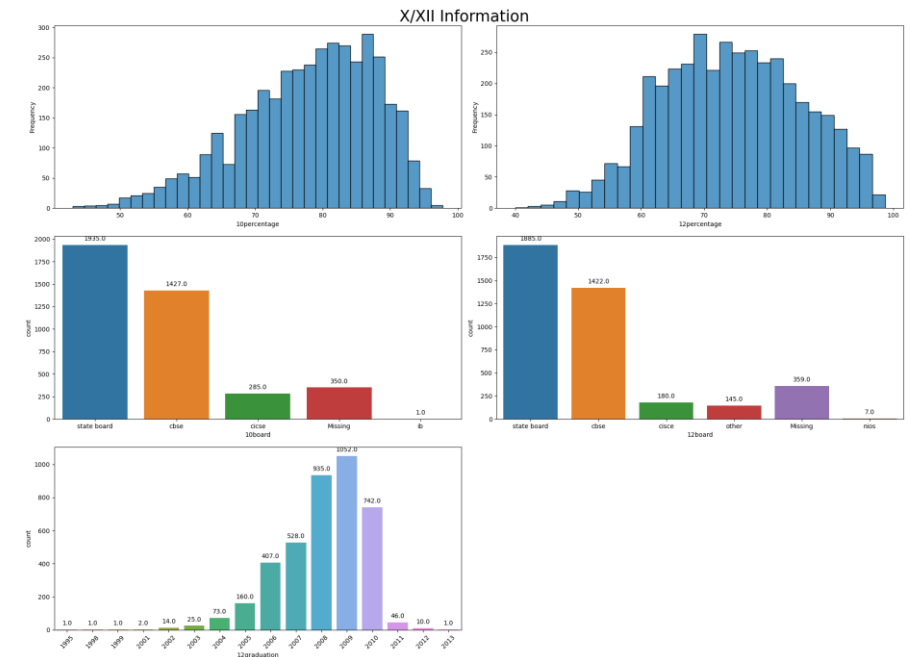 X/XII Information
300
250
200
150
100
50
0
Frequency
50 60 70 80 90 100
10percentage
250
200
150
100
50
0
Frequency
40 50 60 70 80 90 100
12percentage
2000
1750
1500
1250
1000
750
500
250
0
count
1935.0
1427.0
285.0
350.0
1.0
state board cbse cicse Missing ib
10board
1750
1500
1250
1000
750
500
250
0
count
1885.0
1422.0
180.0
145.0
359.0
7.0
state board cbse cisce other Missing nios
12board
1000
800
600
400
200
0
count
1.0 1.0 1.0 2.0 14.0 25.0 73.0 160.0 407.0 528.0 935.0 1052.0 742.0 46.0 10.0 1.0
1995 1998 1999 2001 2002 2003 2004 2005 2006 2007 2008 2009 2010 2011 2012 2013
12graduation